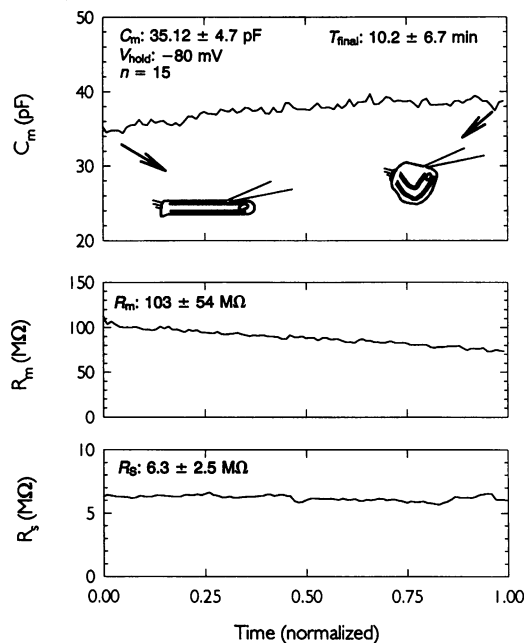 50
40
30
20
C_m (pF)
C_m: 35.12 ± 4.7 pF
V_hold: −80 mV
n = 15
T_final: 10.2 ± 6.7 min
150
100
50
0
R_m (MΩ)
R_m: 103 ± 54 MΩ
10
5
0
R_s (MΩ)
R_s: 6.3 ± 2.5 MΩ
0.00 0.25 0.50 0.75 1.00
Time (normalized)